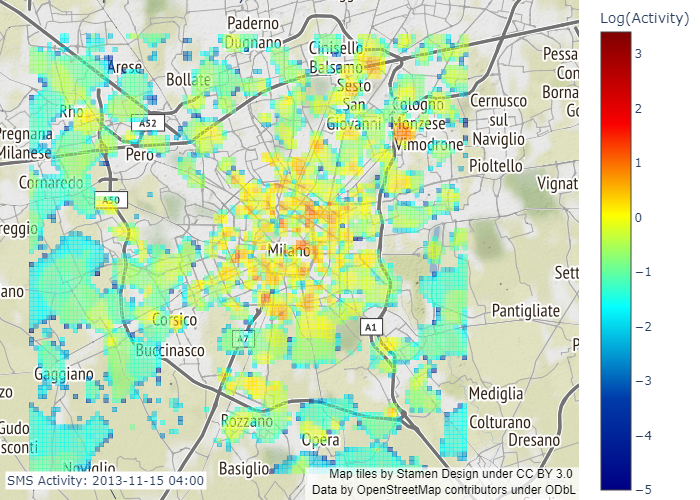 Log(Activity)
3
2
1
0
−1
−2
−3
−4
−5
Paderno
Dugnano
Cinisello
Balsamo
Arese
Bollate
Sesto
San
Giovanni
Cologno
Monzese
Cernusco
sul
Naviglio
Pessa
Con
Borna
Go
Rho
A52
Pregnana
Milanese
Pero
Vimodrone
Pioltello
Cornaredo
Vignat
A50
reggio
Milano
Sett
ano
Pantigliate
Corsico
A7
A1
P
Buccinasco
Gaggiano
zo
Mediglia
Rozzano
Colturano
Gudo
sconti
Opera
Dresano
Noviglio
Basiglio
SMS Activity: 2013-11-15 04:00
Map tiles by Stamen Design under CC BY 3.0
Data by OpenStreetMap contributors under ODbL